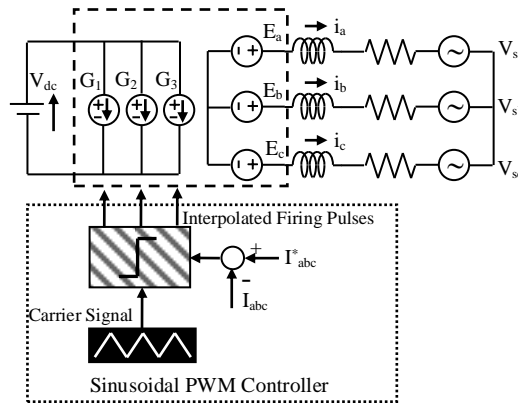 E_a i_a
V_s
V_dc G_1 G_2 G_3
E_b i_b
V_s
E_c i_c
V_s
Interpolated Firing Pulses
+
I*_abc
−
I_abc
Carrier Signal
Sinusoidal PWM Controller